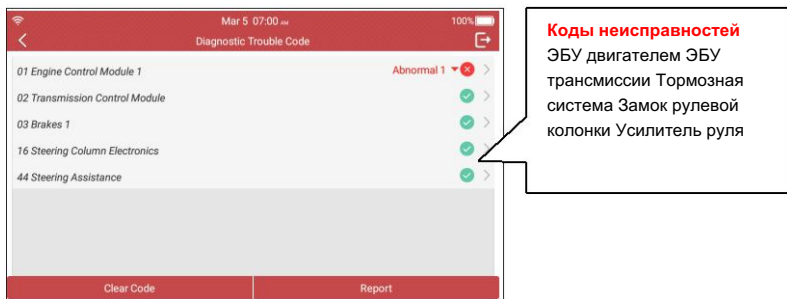 Mar 5 07:00 AM 100%
Diagnostic Trouble Code
01 Engine Control Module 1 Abnormal 1
02 Transmission Control Module
03 Brakes 1
16 Steering Column Electronics
44 Steering Assistance
Clear Code Report
Коды неисправностей
ЭБУ двигателем ЭБУ
трансмиссии Тормозная
система Замок рулевой
колонки Усилитель руля